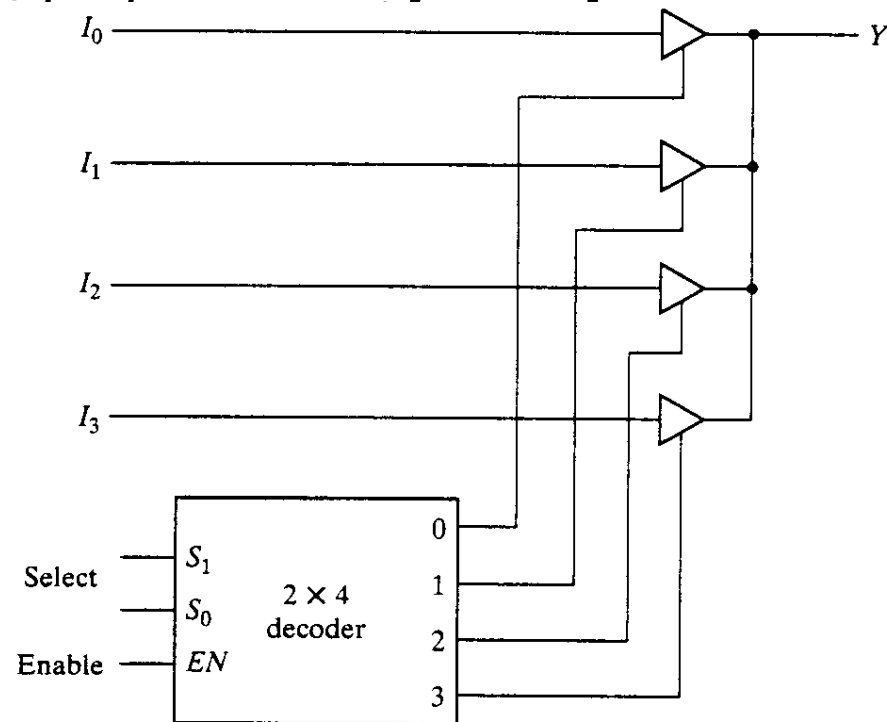 I₀
Y
I₁
I₂
I₃
0
S₁
Select
1
2 × 4
decoder
S₀
2
Enable
EN
3